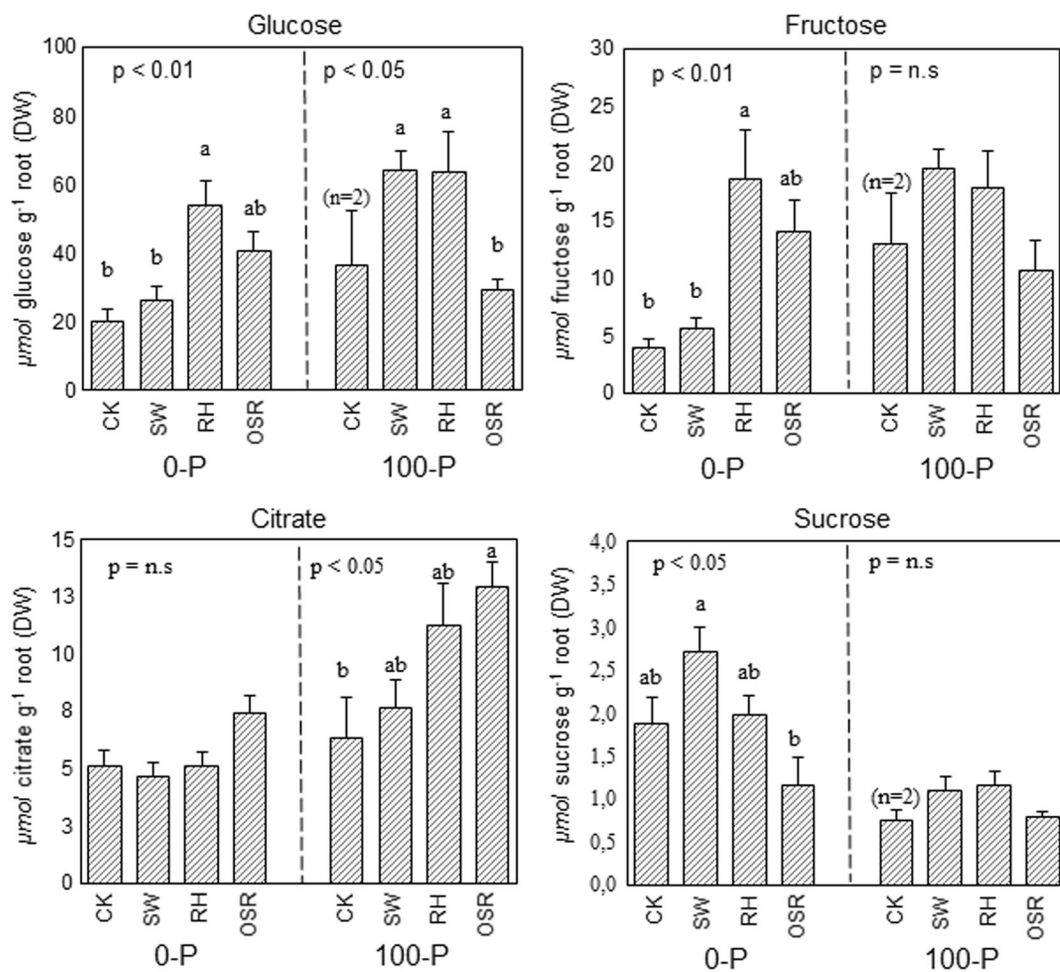 Glucose
μmol glucose g-1 root (DW)
100
80
60
40
20
0
p < 0.01
p < 0.05
b
b
a
ab
(n=2)
a
a
b
CK
SW
RH
OSR
CK
SW
RH
OSR
0-P
100-P
Fructose
μmol fructose g-1 root (DW)
30
25
20
15
10
5
0
p < 0.01
p = n.s
b
b
a
ab
(n=2)
CK
SW
RH
OSR
CK
SW
RH
OSR
0-P
100-P
Citrate
μmol citrate g-1 root (DW)
15
13
10
8
5
3
0
p = n.s
p < 0.05
b
ab
ab
a
CK
SW
RH
OSR
CK
SW
RH
OSR
0-P
100-P
Sucrose
μmol sucrose g-1 root (DW)
4,0
3,5
3,0
2,5
2,0
1,5
1,0
0,5
0,0
p < 0.05
p = n.s
ab
a
ab
b
(n=2)
CK
SW
RH
OSR
CK
SW
RH
OSR
0-P
100-P